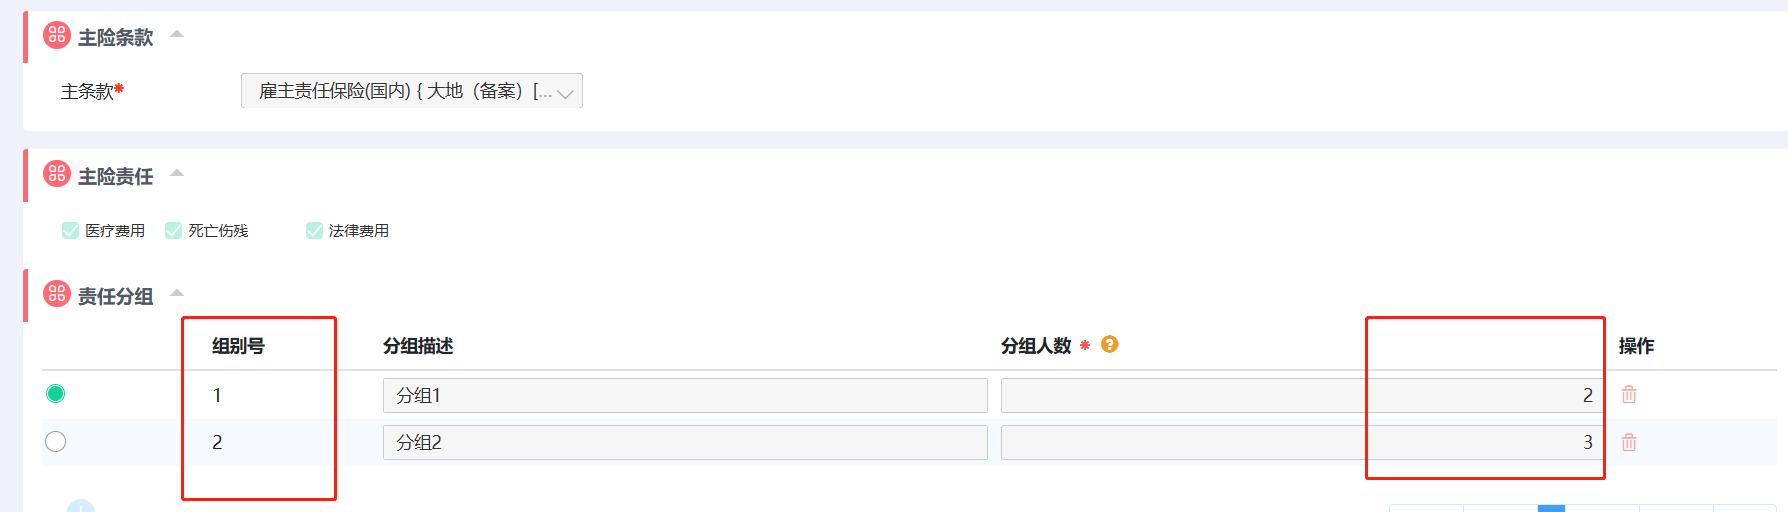 主险条款
主条款* 雇主责任保险(国内) { 大地（备案）[...
主险责任
医疗费用 死亡伤残 法律费用
责任分组
组别号 分组描述 分组人数 * ? 操作
1 分组1 2
2 分组2 3